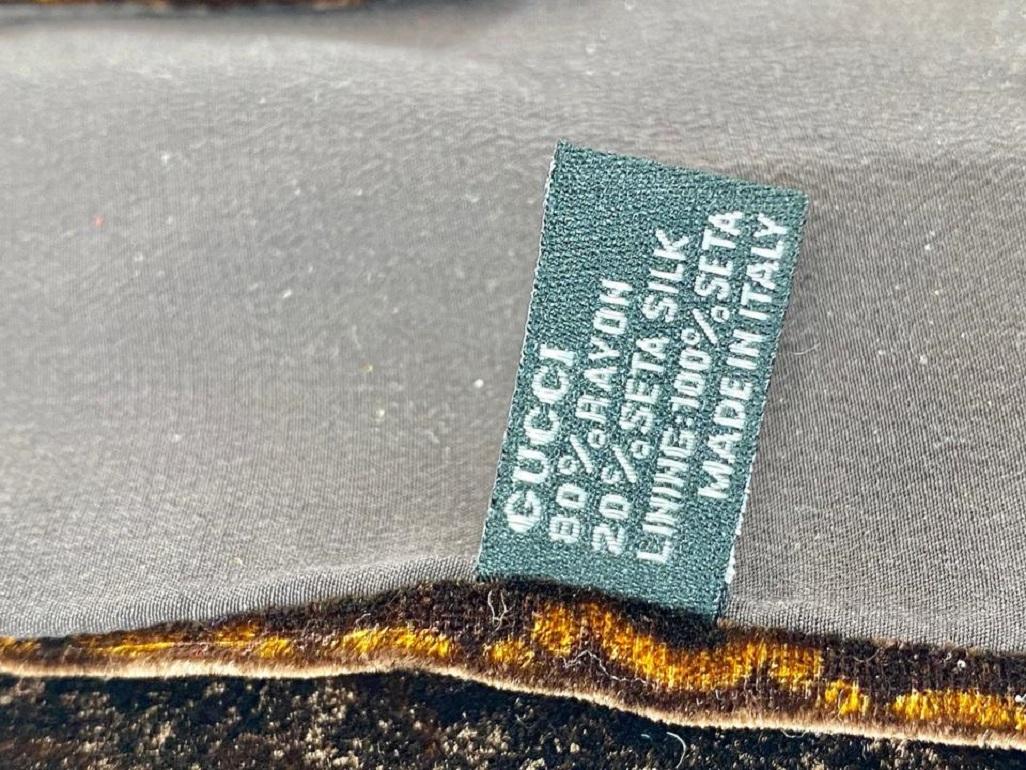 GUCCI
80% RAYON
20% SETA SILK
LINING:100% SETA
MADE IN ITALY